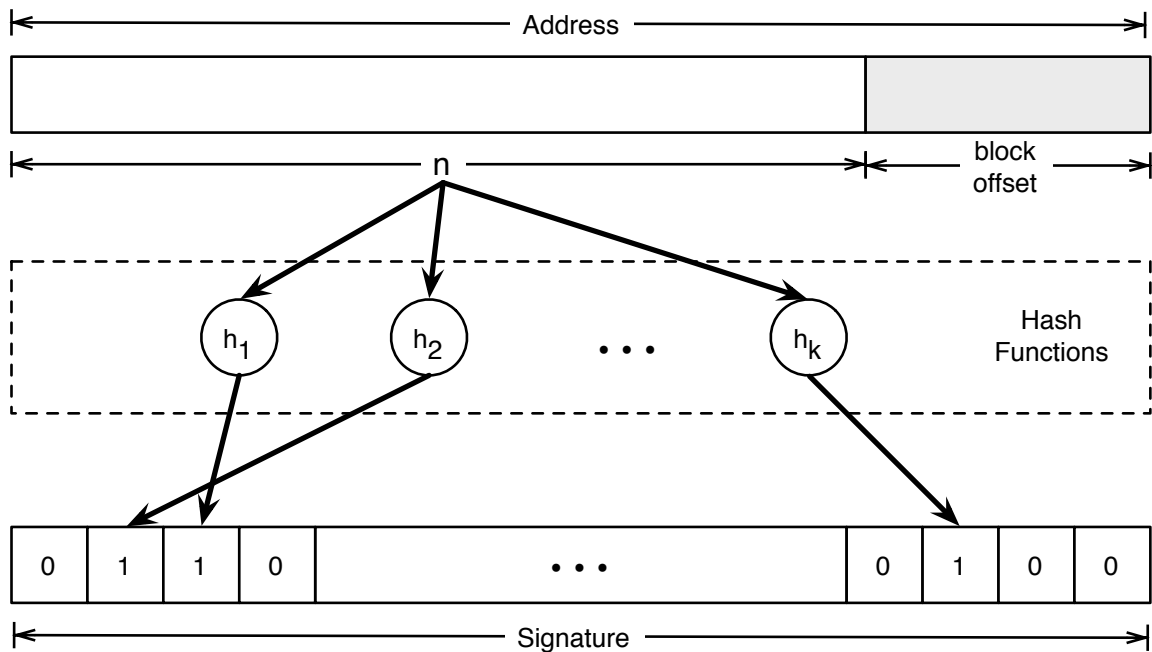 Address
n
block
offset
h1 h2 ... hk
Hash
Functions
0 1 1 0 ... 0 1 0 0
Signature